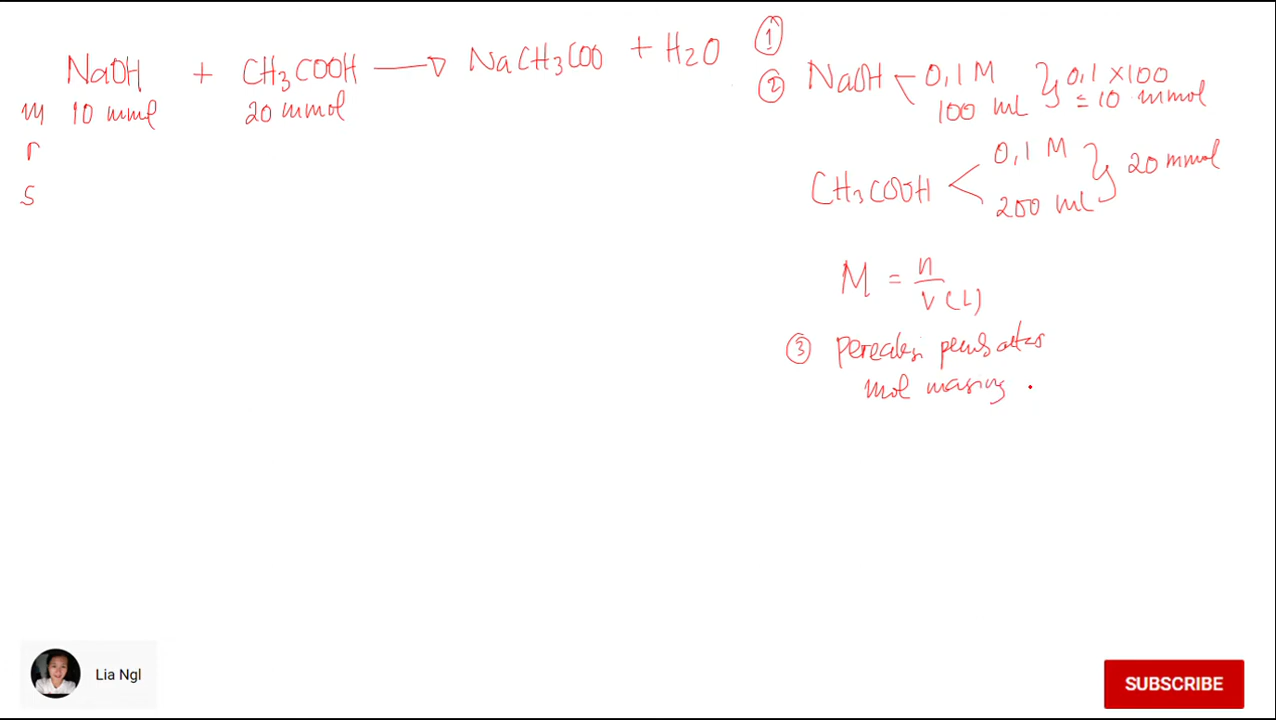 NaOH + CH3COOH → NaCH3COO + H2O
m 10 mmol 20 mmol
r
s
①
② NaOH < 0,1 M } 0,1 x100
100 ml = 10 mmol
CH3COOH < 0,1 M } 20 mmol
200 ml
M = n
V (L)
③ pereaksi pembatas
mol masing
Lia Ngl
SUBSCRIBE